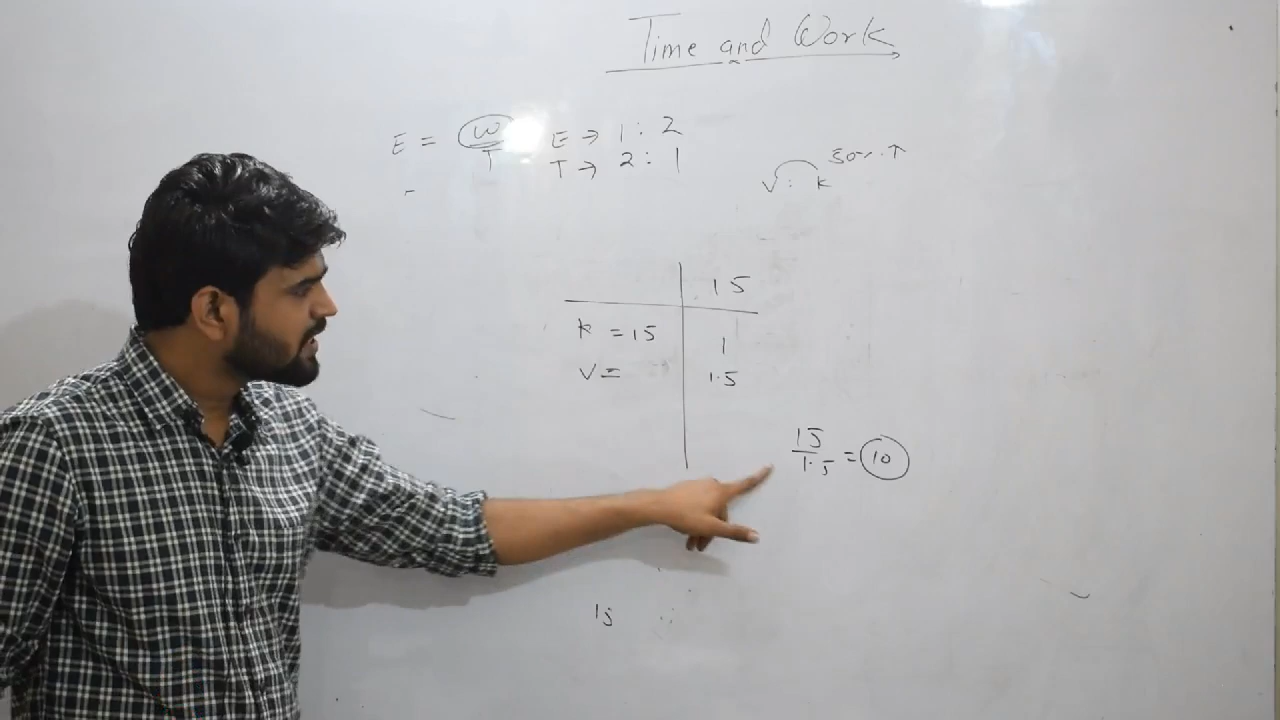 Time and Work
E = W/T
E → 1 : 2
T → 2 : 1
50%.↑
V : K
15
K = 15 1
V = 1.5
15/1.5 = 10
15